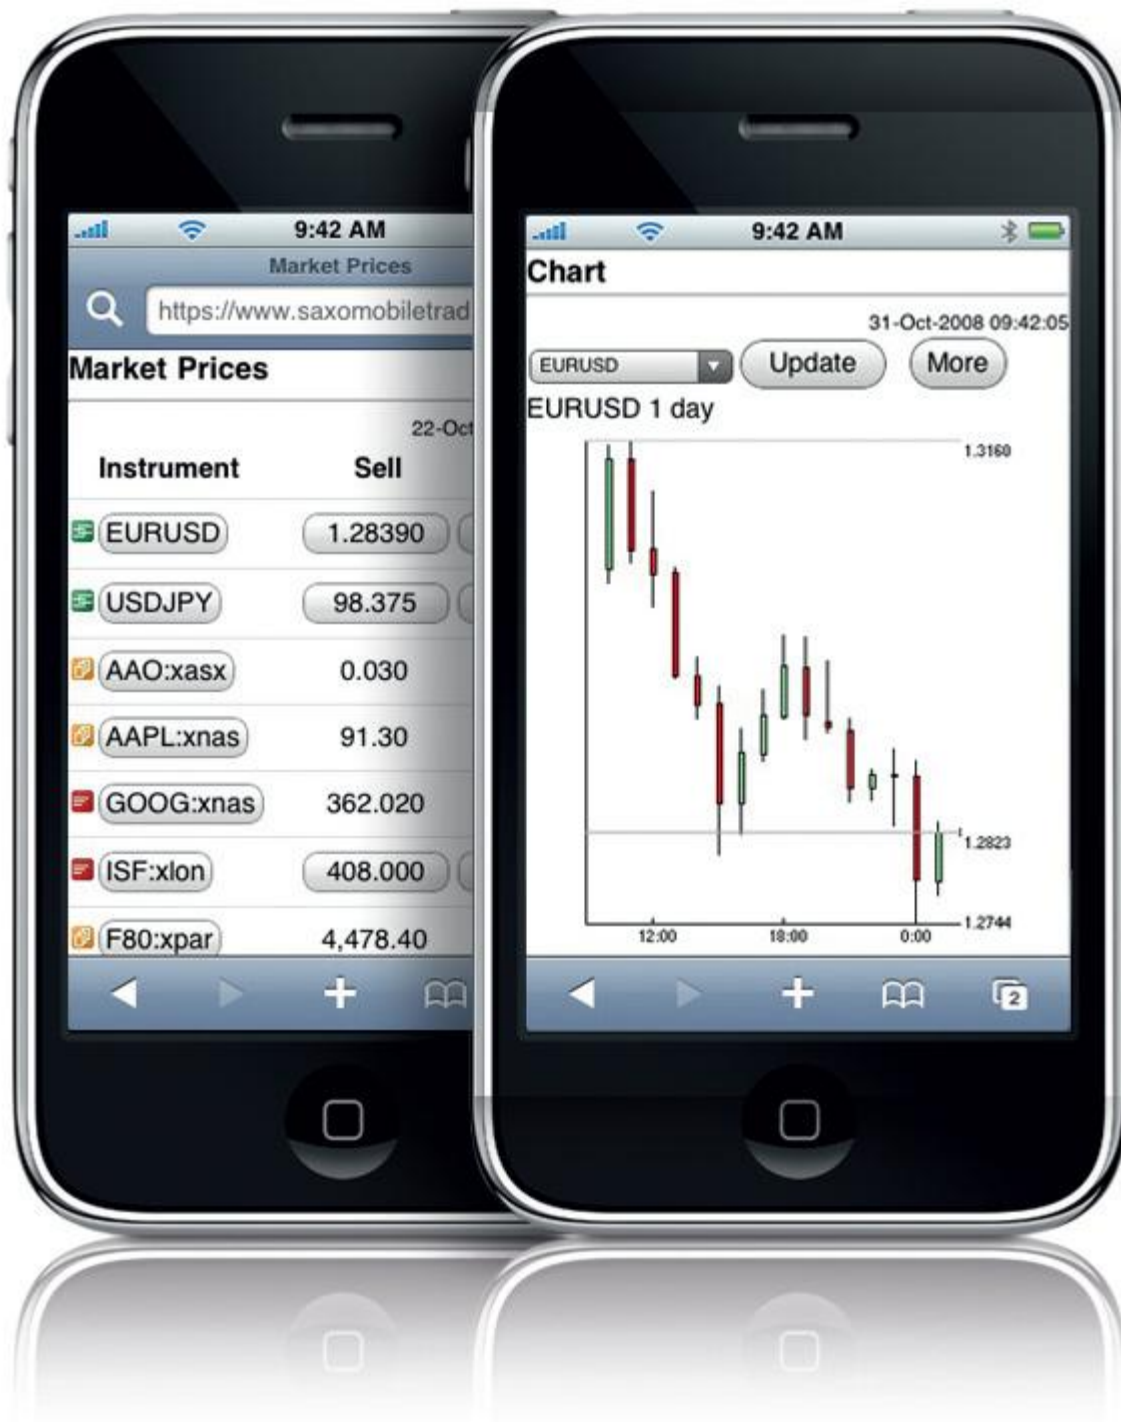 9:42 AM
Market Prices
https://www.saxomobiletrad
Market Prices
22-Oct
Instrument Sell
EURUSD 1.28390
USDJPY 98.375
AAO:xasx 0.030
AAPL:xnas 91.30
GOOG:xnas 362.020
ISF:xlon 408.000
F80:xpar 4,478.40
9:42 AM
Chart
31-Oct-2008 09:42:05
EURUSD Update More
EURUSD 1 day
1.3160
1.2823
1.2744
12:00 18:00 0:00
2